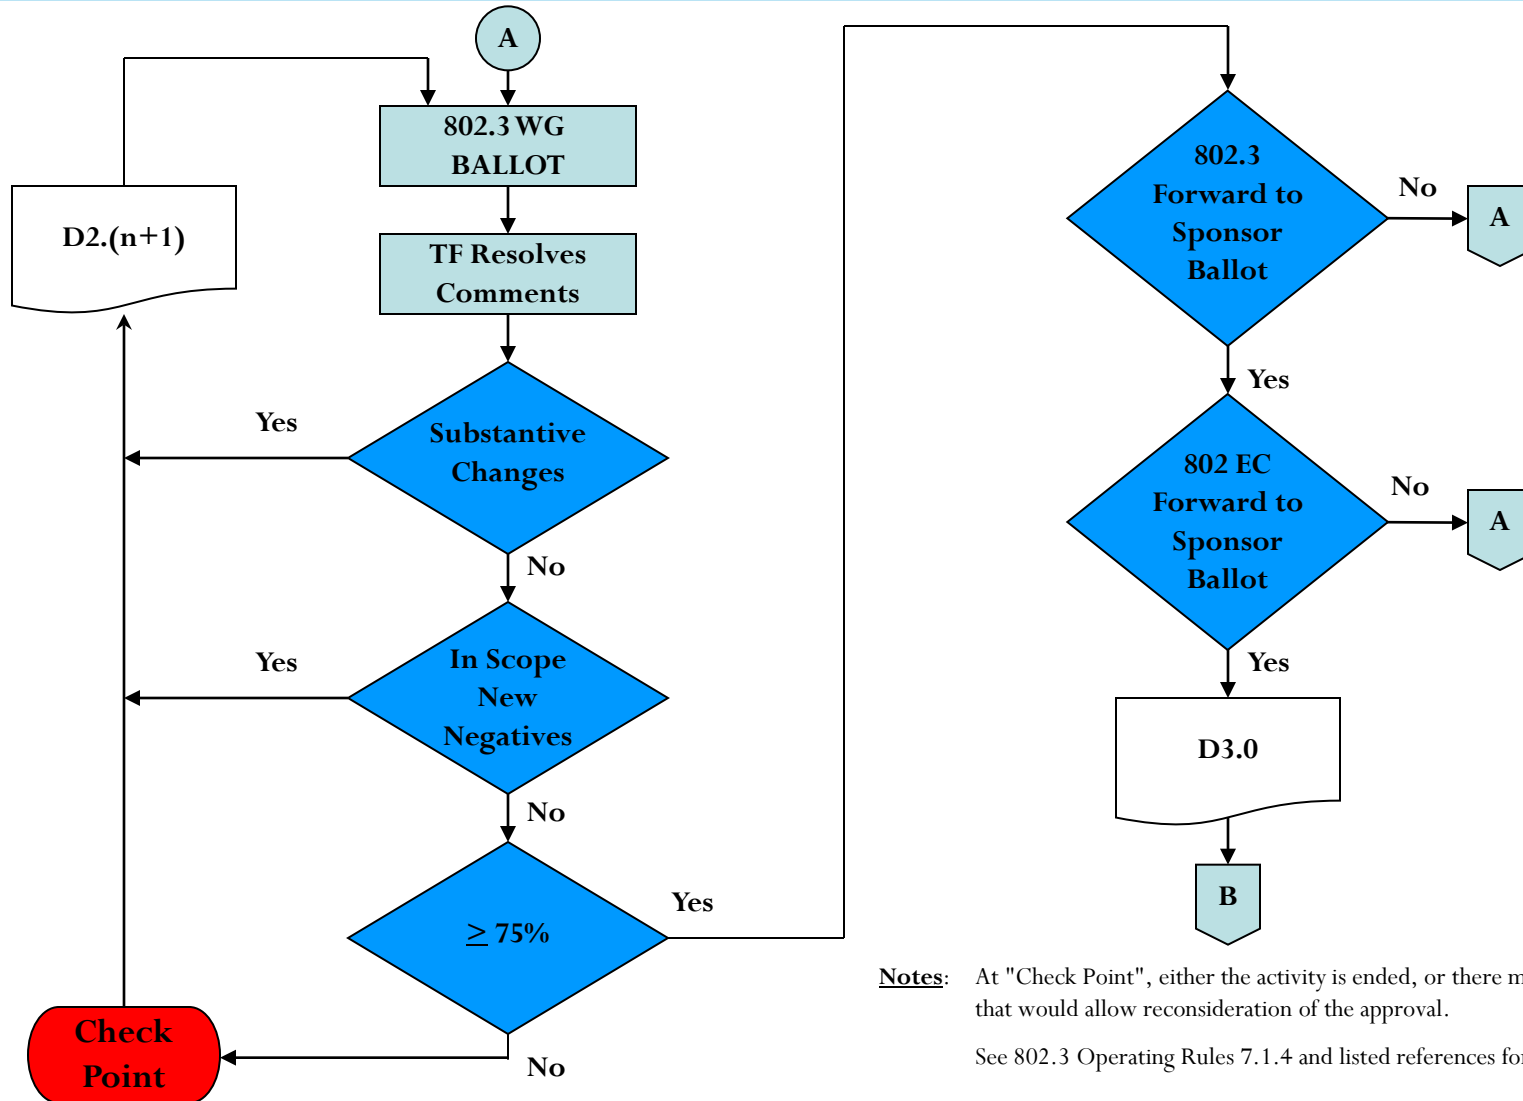 A
802.3 WG
BALLOT
D2.(n+1)
TF Resolves
Comments
Yes
Substantive
Changes
No
Yes
In Scope
New
Negatives
No
≥ 75%
Yes
No
Check
Point
802.3
Forward to
Sponsor
Ballot
No
A
Yes
802 EC
Forward to
Sponsor
Ballot
No
A
Yes
D3.0
B
Notes: At "Check Point", either the activity is ended, or there
that would allow reconsideration of the approval.
See 802.3 Operating Rules 7.1.4 and listed references for